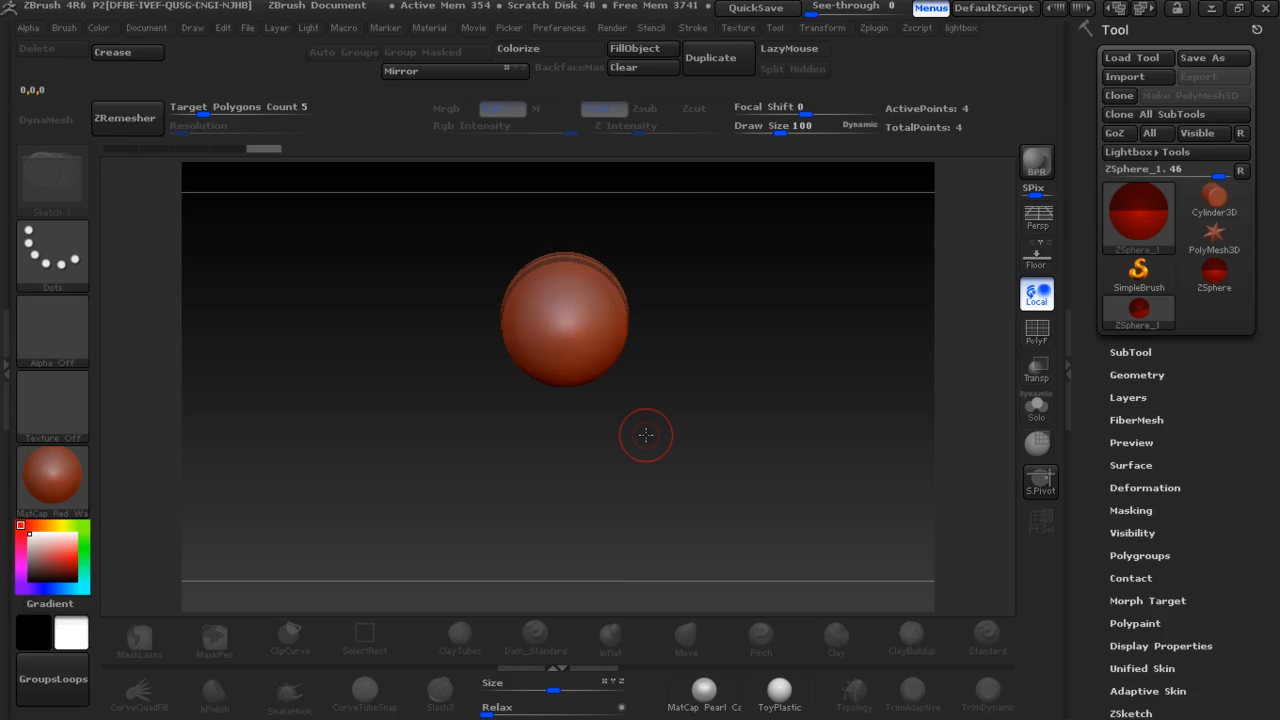 ZBrush 4R6 P2[DFBE-IVEF-QUSG-CNGI-NJHB] ZBrush Document • Active Mem 354 • Scratch Disk 48 • Free Mem 3741 • QuickSave See-through 0 Menus DefaultZScript
Alpha Brush Color Document Draw Edit File Layer Light Macro Marker Material Movie Picker Preferences Render Stencil Stroke Texture Tool Transform Zplugin Zscript lightbox
Delete Crease Auto Groups Group Masked Colorize FillObject Duplicate LazyMouse
Mirror BackfaceMas Clear Split Hidden
0,0,0
DynaMesh ZRemesher Target Polygons Count 5 Mrgb M Zsub Zcut Focal Shift 0 ActivePoints: 4
Resolution Rgb Intensity Z Intensity Draw Size 100 Dynamic TotalPoints: 4
Sketch 1
Dots
Alpha Off
Texture Off
MatCap Red Wa
Gradient
GroupsLoops
BPR
SPix
Persp
Floor
Local
PolyF
Transp
Dynamic
Solo
S.Pivot
Pt Sel
Tool
Load Tool Save As
Import Export
Clone Make PolyMesh3D
Clone All SubTools
GoZ All Visible R
Lightbox▸Tools
ZSphere_1. 46 R
ZSphere_1 Cylinder3D
PolyMesh3D
SimpleBrush ZSphere
ZSphere_1
SubTool
Geometry
Layers
FiberMesh
Preview
Surface
Deformation
Masking
Visibility
Polygroups
Contact
Morph Target
Polypaint
Display Properties
Unified Skin
Adaptive Skin
ZSketch
MaskLasso MaskPen ClipCurve SelectRect ClayTubes Dam_Standard Inflat Move Pinch Clay ClayBuildup Standard
CurveQuadFill hPolish SnakeHook CurveTubeSnap Slash3 Size X Y Z MatCap Pearl Ca ToyPlastic Topology TrimAdaptive TrimDynamic
Relax